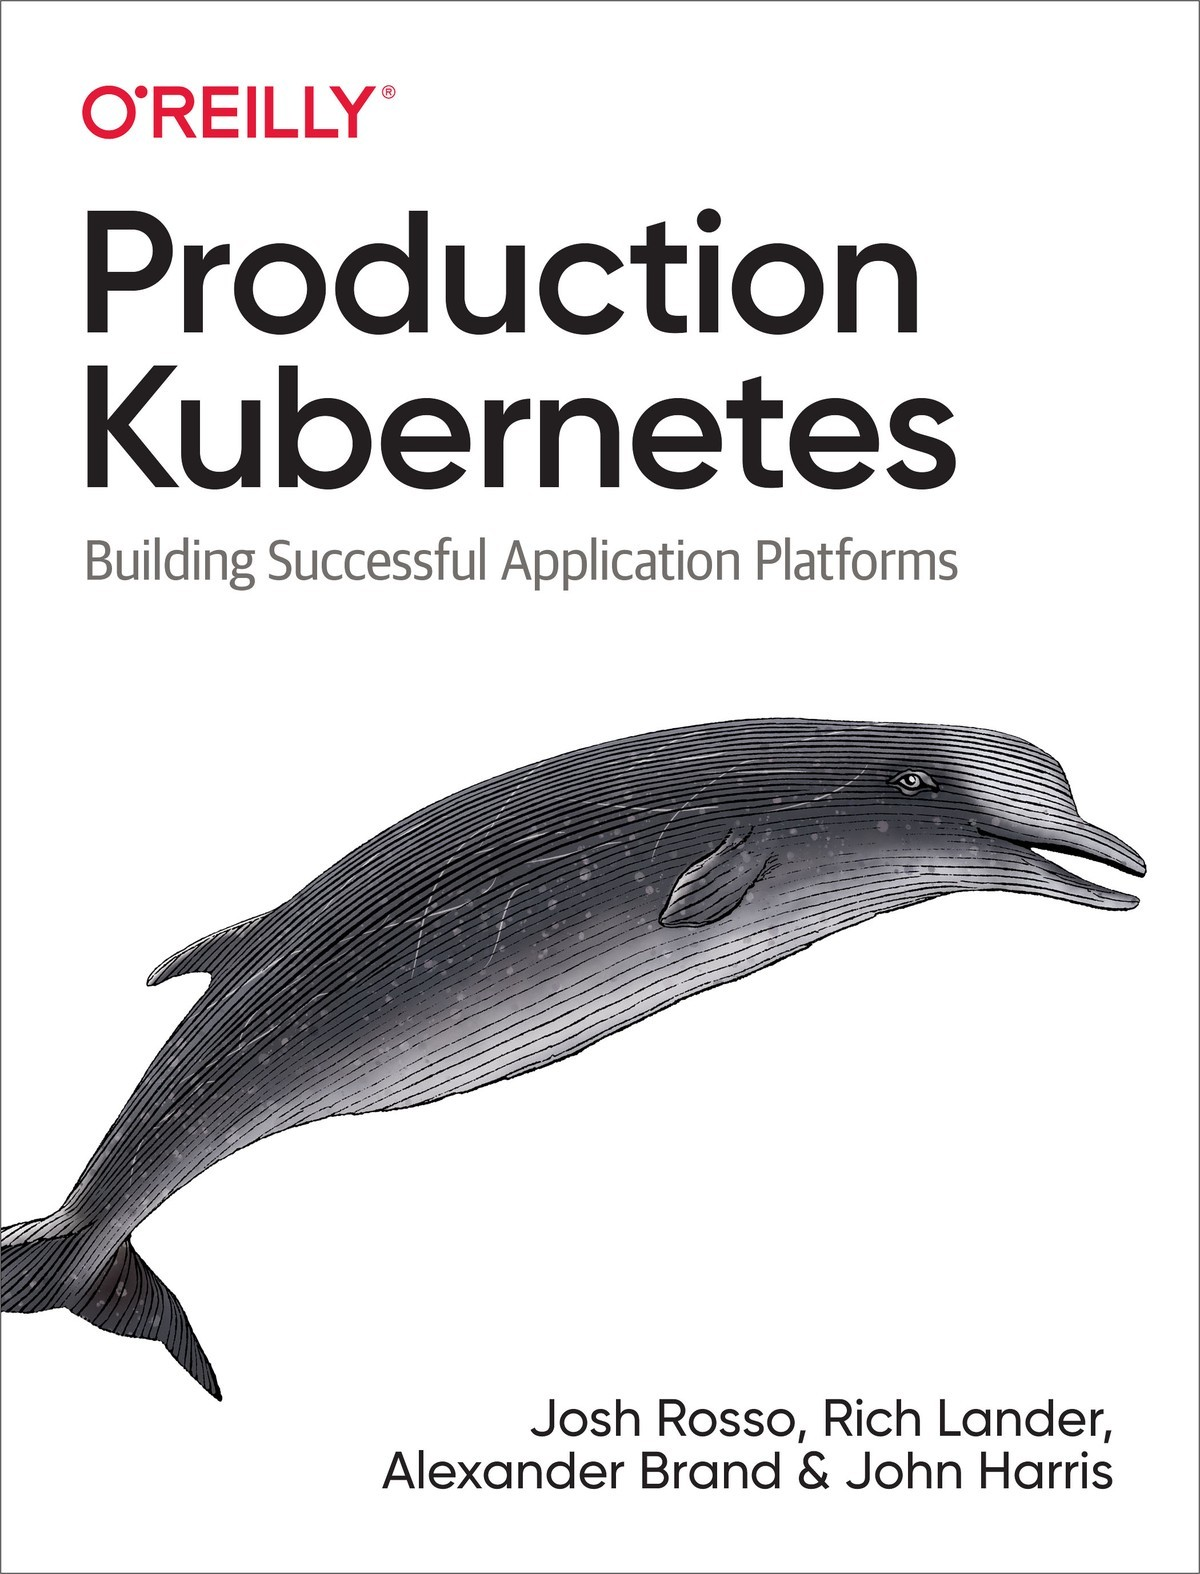 O'REILLY®
Production
Kubernetes
Building Successful Application Platforms
Josh Rosso, Rich Lander,
Alexander Brand & John Harris